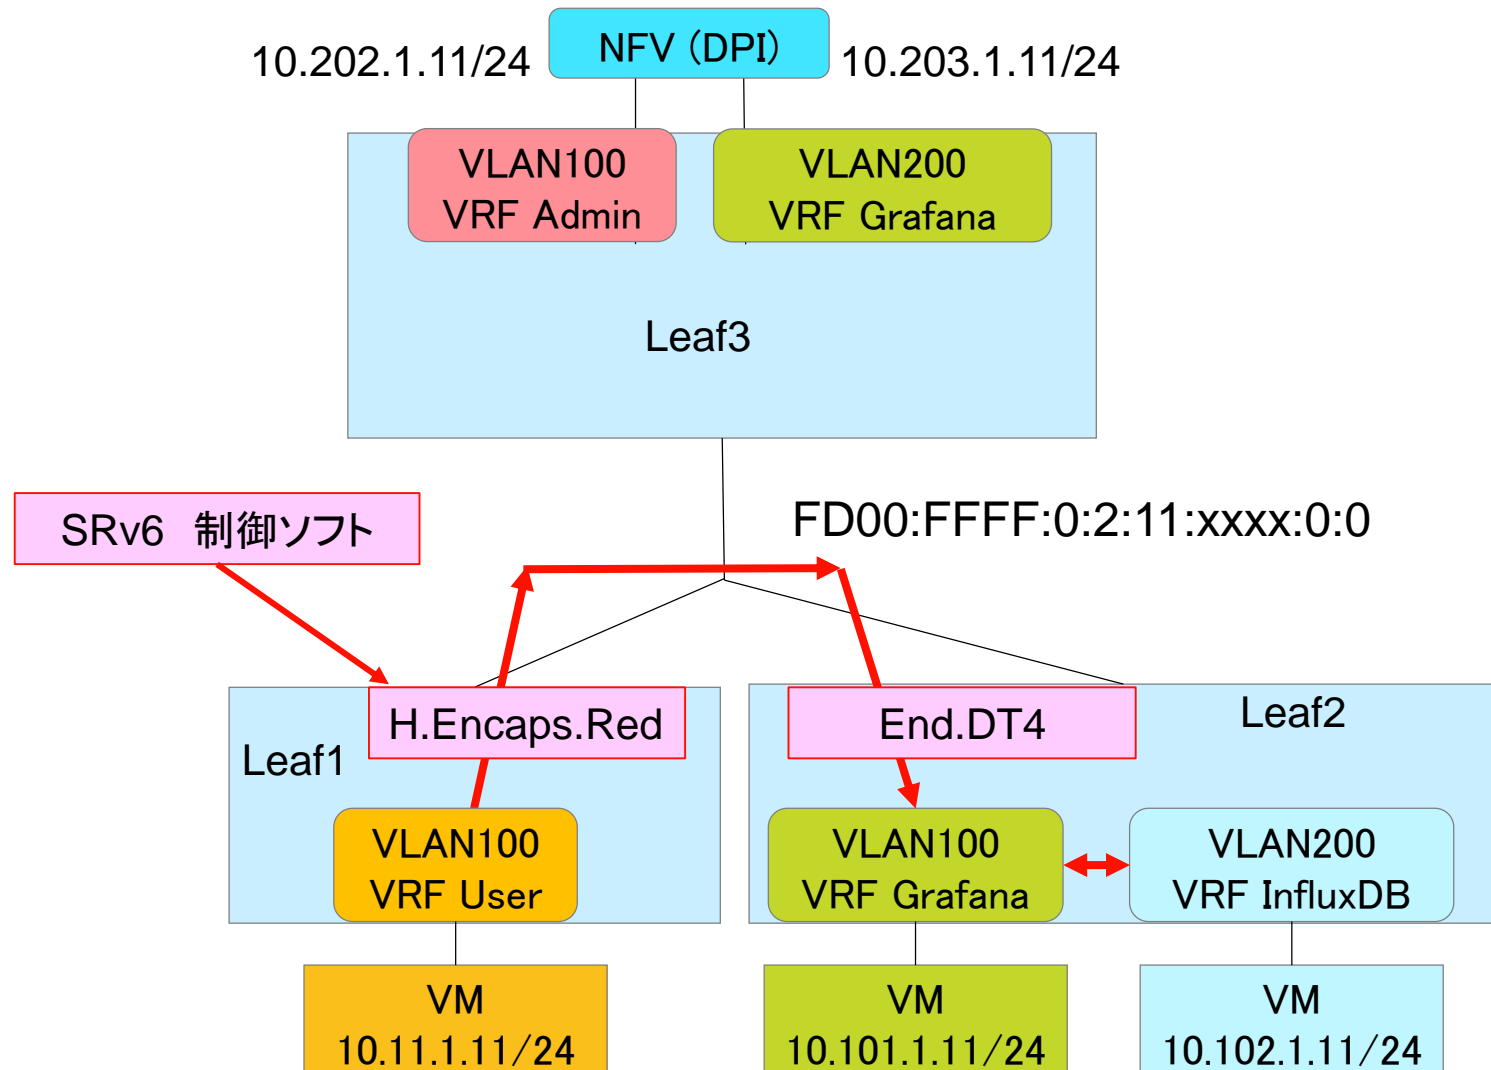 NFV (DPI)
10.202.1.11/24
10.203.1.11/24
VLAN100
VRF Admin
VLAN200
VRF Grafana
Leaf3
SRv6 制御ソフト
FD00:FFFF:0:2:11:xxxx:0:0
H.Encaps.Red
End.DT4
Leaf2
Leaf1
VLAN100
VRF User
VLAN100
VRF Grafana
VLAN200
VRF InfluxDB
VM
10.11.1.11/24
VM
10.101.1.11/24
VM
10.102.1.11/24